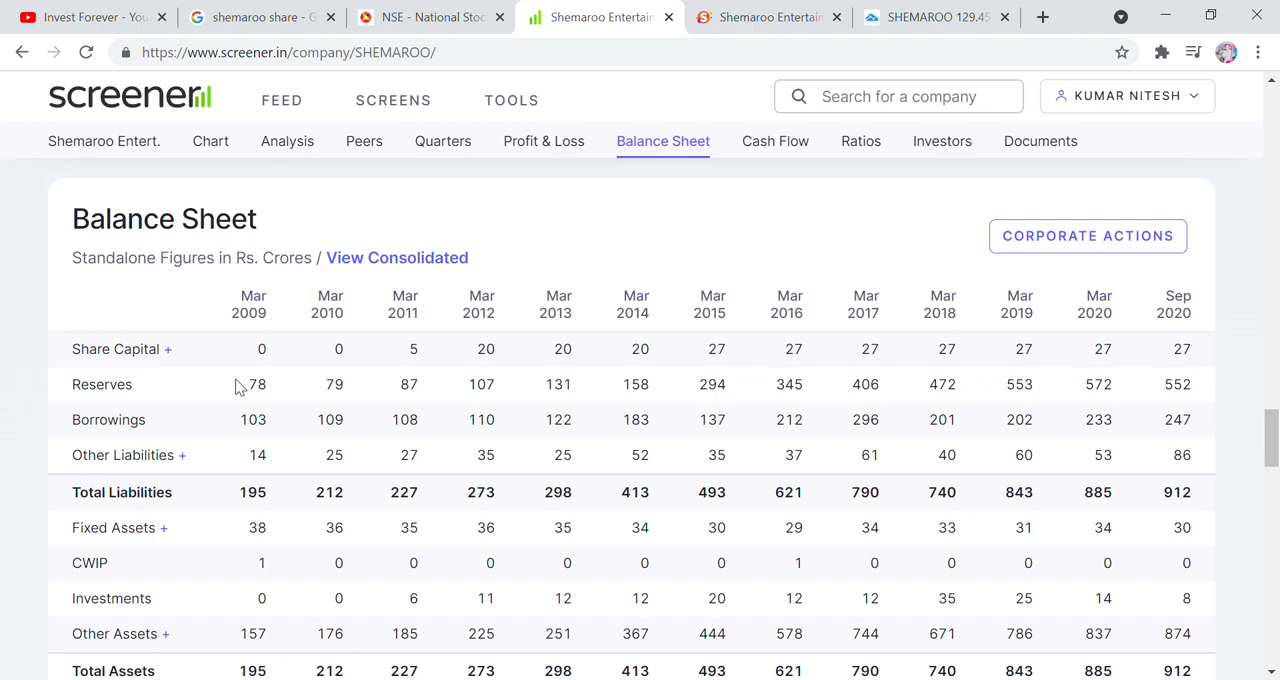 Invest Forever - You
shemaroo share - G
NSE - National Stoc
Shemaroo Entertain
Shemaroo Entertain
SHEMAROO 129.45
https://www.screener.in/company/SHEMAROO/
screener
FEED SCREENS TOOLS
Search for a company
KUMAR NITESH
Shemaroo Entert. Chart Analysis Peers Quarters Profit & Loss Balance Sheet Cash Flow Ratios Investors Documents
Balance Sheet
CORPORATE ACTIONS
Standalone Figures in Rs. Crores / View Consolidated
Mar Mar Mar Mar Mar Mar Mar Mar Mar Mar Mar Mar Sep
2009 2010 2011 2012 2013 2014 2015 2016 2017 2018 2019 2020 2020
Share Capital + 0 0 5 20 20 20 27 27 27 27 27 27 27
Reserves 78 79 87 107 131 158 294 345 406 472 553 572 552
Borrowings 103 109 108 110 122 183 137 212 296 201 202 233 247
Other Liabilities + 14 25 27 35 25 52 35 37 61 40 60 53 86
Total Liabilities 195 212 227 273 298 413 493 621 790 740 843 885 912
Fixed Assets + 38 36 35 36 35 34 30 29 34 33 31 34 30
CWIP 1 0 0 0 0 0 0 1 0 0 0 0 0
Investments 0 0 6 11 12 12 20 12 12 35 25 14 8
Other Assets + 157 176 185 225 251 367 444 578 744 671 786 837 874
Total Assets 195 212 227 273 298 413 493 621 790 740 843 885 912